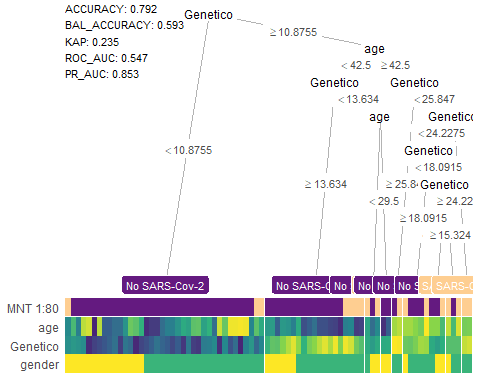 ACCURACY: 0.792
BAL_ACCURACY: 0.593
KAP: 0.235
ROC_AUC: 0.547
PR_AUC: 0.853
Genetico
≥ 10.8755
age
< 42.5 ≥ 42.5
Genetico Genetico
< 13.634 < 25.847
age Genetico
< 24.2275
< 10.8755 Genetico
< 18.0915
≥ 13.634 ≥ 25.84 Genetico
< 29.5 ≥ 24.22
≥ 18.0915
≥ 15.324
No SARS-Cov-2 No SARS-C No No No No S SA SARS-C
MNT 1:80
age
Genetico
gender